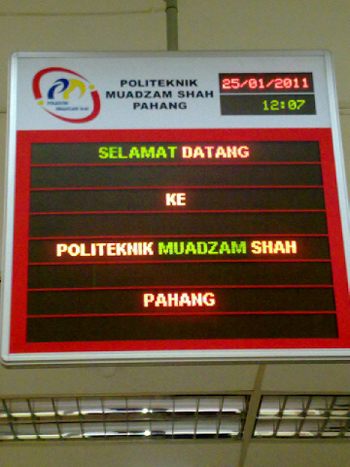 POLITEKNIK
MUADZAM SHAH
PAHANG
25/01/2011
12:07
SELAMAT DATANG
KE
POLITEKNIK MUADZAM SHAH
PAHANG